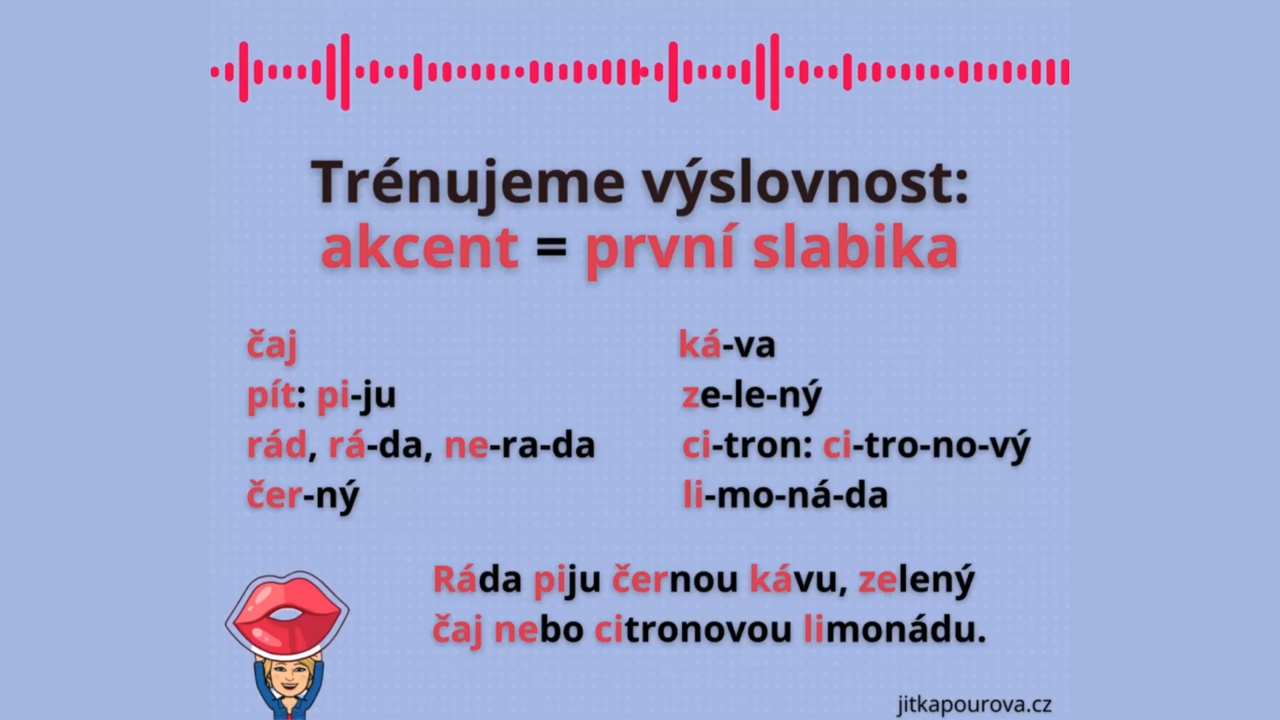 Trénujeme výslovnost:
akcent = první slabika
čaj
pít: pi-ju
rád, rá-da, ne-ra-da
čer-ný
ká-va
ze-le-ný
ci-tron: ci-tro-no-vý
li-mo-ná-da
Ráda piju černou kávu, zelený
čaj nebo citronovou limonádu.
jitkapourova.cz